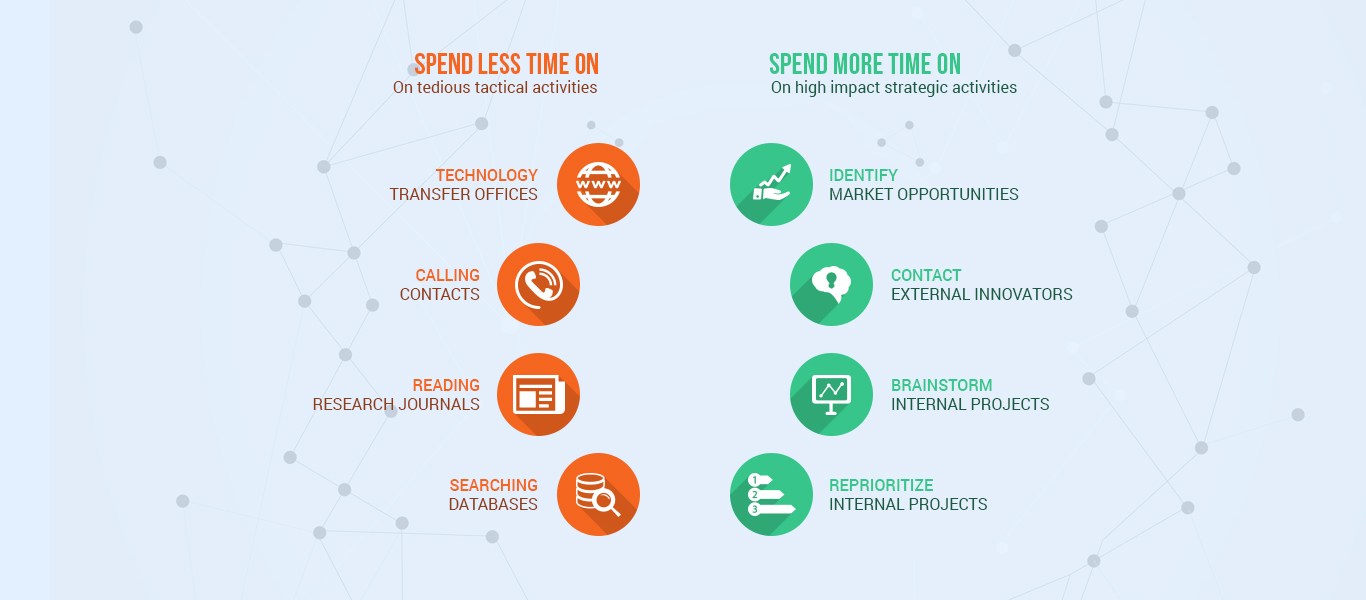 SPEND LESS TIME ON
On tedious tactical activities
TECHNOLOGY
TRANSFER OFFICES
WWW
CALLING
CONTACTS
READING
RESEARCH JOURNALS
SEARCHING
DATABASES
SPEND MORE TIME ON
On high impact strategic activities
IDENTIFY
MARKET OPPORTUNITIES
CONTACT
EXTERNAL INNOVATORS
BRAINSTORM
INTERNAL PROJECTS
1
2
3
REPRIORITIZE
INTERNAL PROJECTS